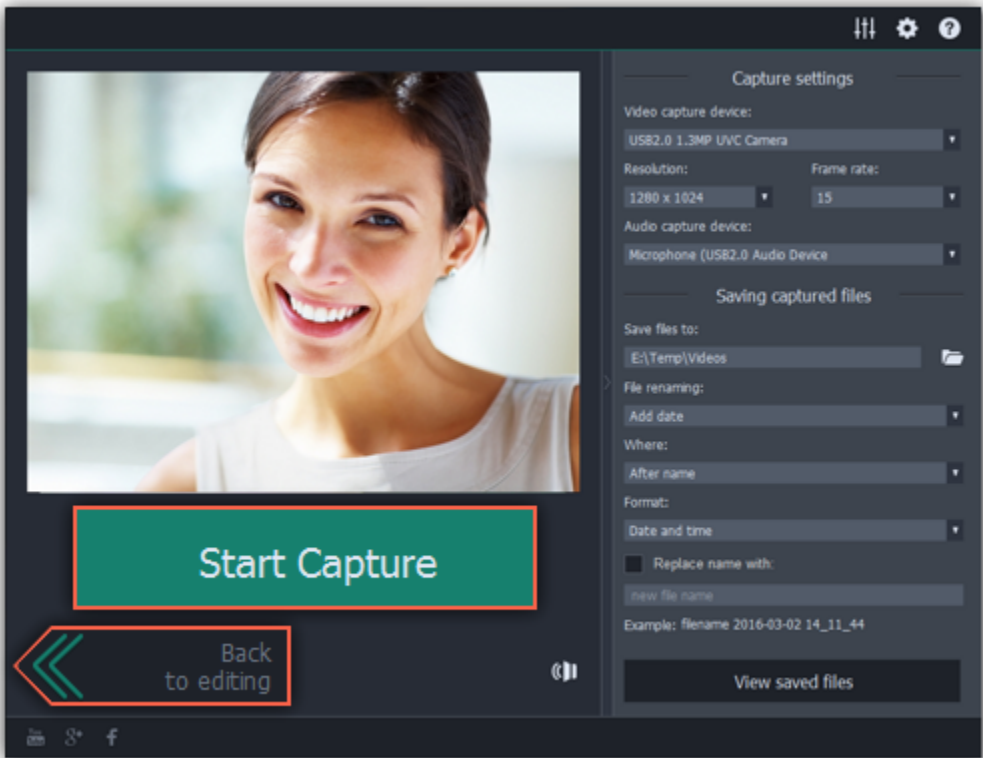 Capture settings
Video capture device:
USB2.0 1.3MP UVC Camera
Resolution: Frame rate:
1280 x 1024 15
Audio capture device:
Microphone (USB2.0 Audio Device
Saving captured files
Save files to:
E:\Temp\Videos
File renaming:
Add date
Where:
After name
Format:
Date and time
Replace name with:
new file name
Example: filename 2016-03-02 14_11_44
View saved files
Start Capture
Back
to editing